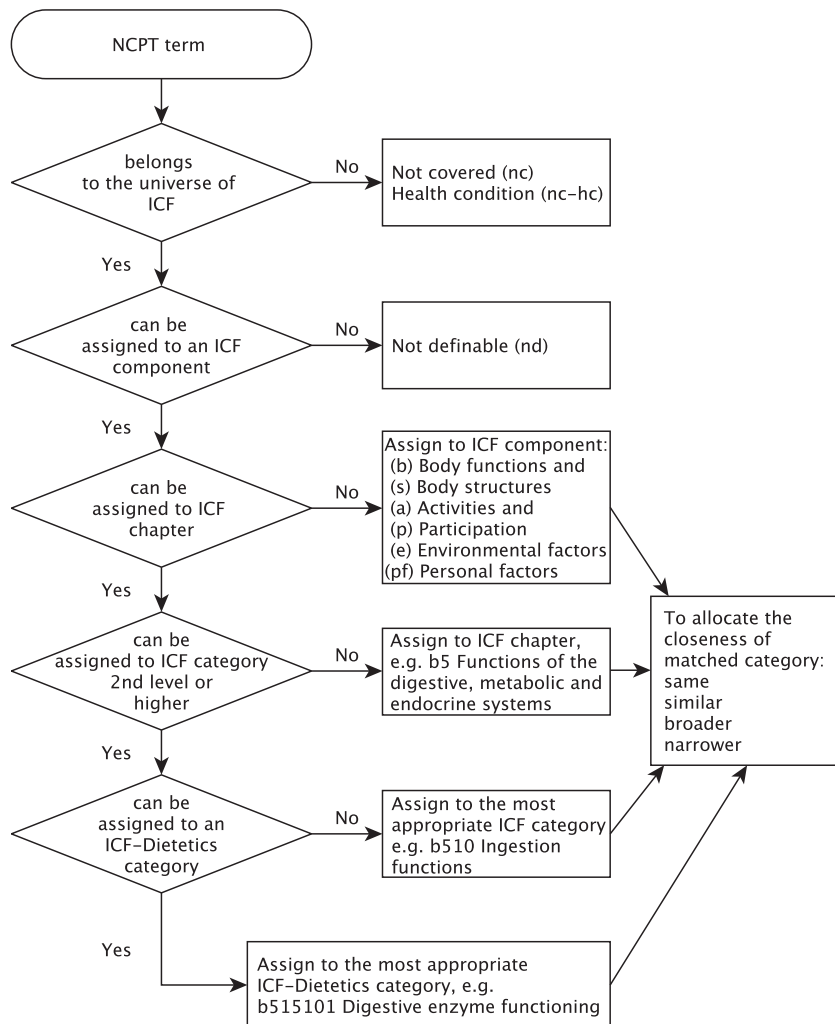 NCPT term
belongs
to the universe of
ICF
No
Not covered (nc)
Health condition (nc-hc)
Yes
can be
assigned to an ICF
component
No
Not definable (nd)
Yes
can be
assigned to ICF
chapter
No
Assign to ICF component:
(b) Body functions and
(s) Body structures
(a) Activities and
(p) Participation
(e) Environmental factors
(pf) Personal factors
Yes
can be
assigned to ICF category
2nd level or
higher
No
Assign to ICF chapter,
e.g. b5 Functions of the
digestive, metabolic and
endocrine systems
To allocate the
closeness of
matched category:
same
similar
broader
narrower
Yes
can be
assigned to an
ICF-Dietetics
category
No
Assign to the most
appropriate ICF category
e.g. b510 Ingestion
functions
Yes
Assign to the most appropriate
ICF-Dietetics category, e.g.
b515101 Digestive enzyme functioning